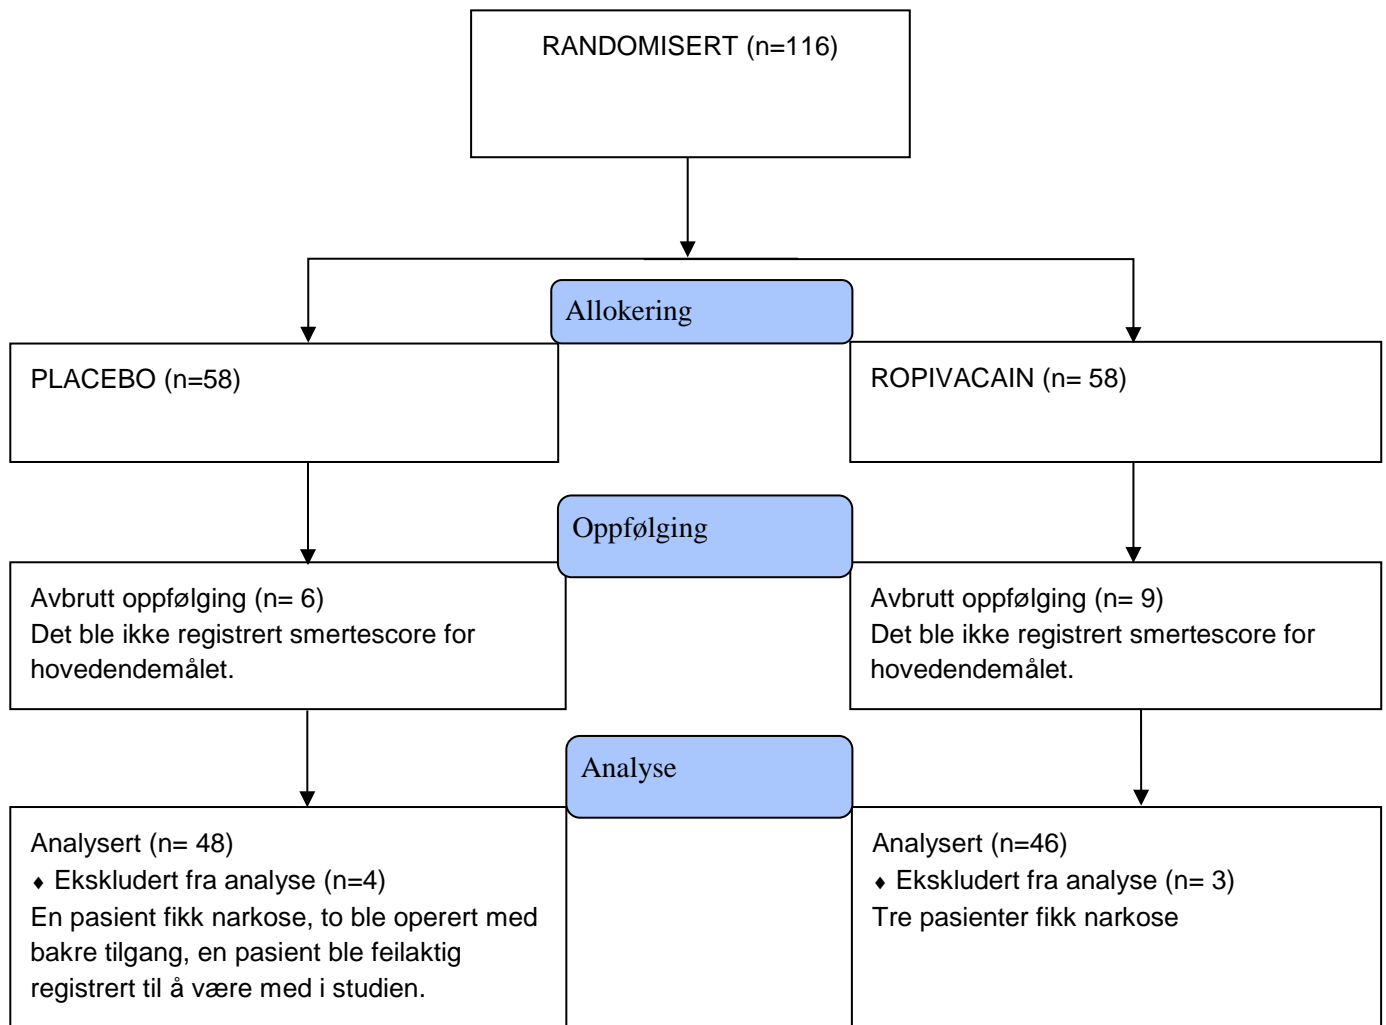 RANDOMISERT (n=116)
Allokering
PLACEBO (n=58)
ROPIVACAIN (n= 58)
Oppfølging
Avbrutt oppfølging (n= 6)
Det ble ikke registrert smertescore for
hovedendemålet.
Avbrutt oppfølging (n= 9)
Det ble ikke registrert smertescore for
hovedendemålet.
Analyse
Analysert (n= 48)
♦ Ekskludert fra analyse (n=4)
En pasient fikk narkose, to ble operert med
bakre tilgang, en pasient ble feilaktig
registrert til å være med i studien.
Analysert (n=46)
♦ Ekskludert fra analyse (n= 3)
Tre pasienter fikk narkose